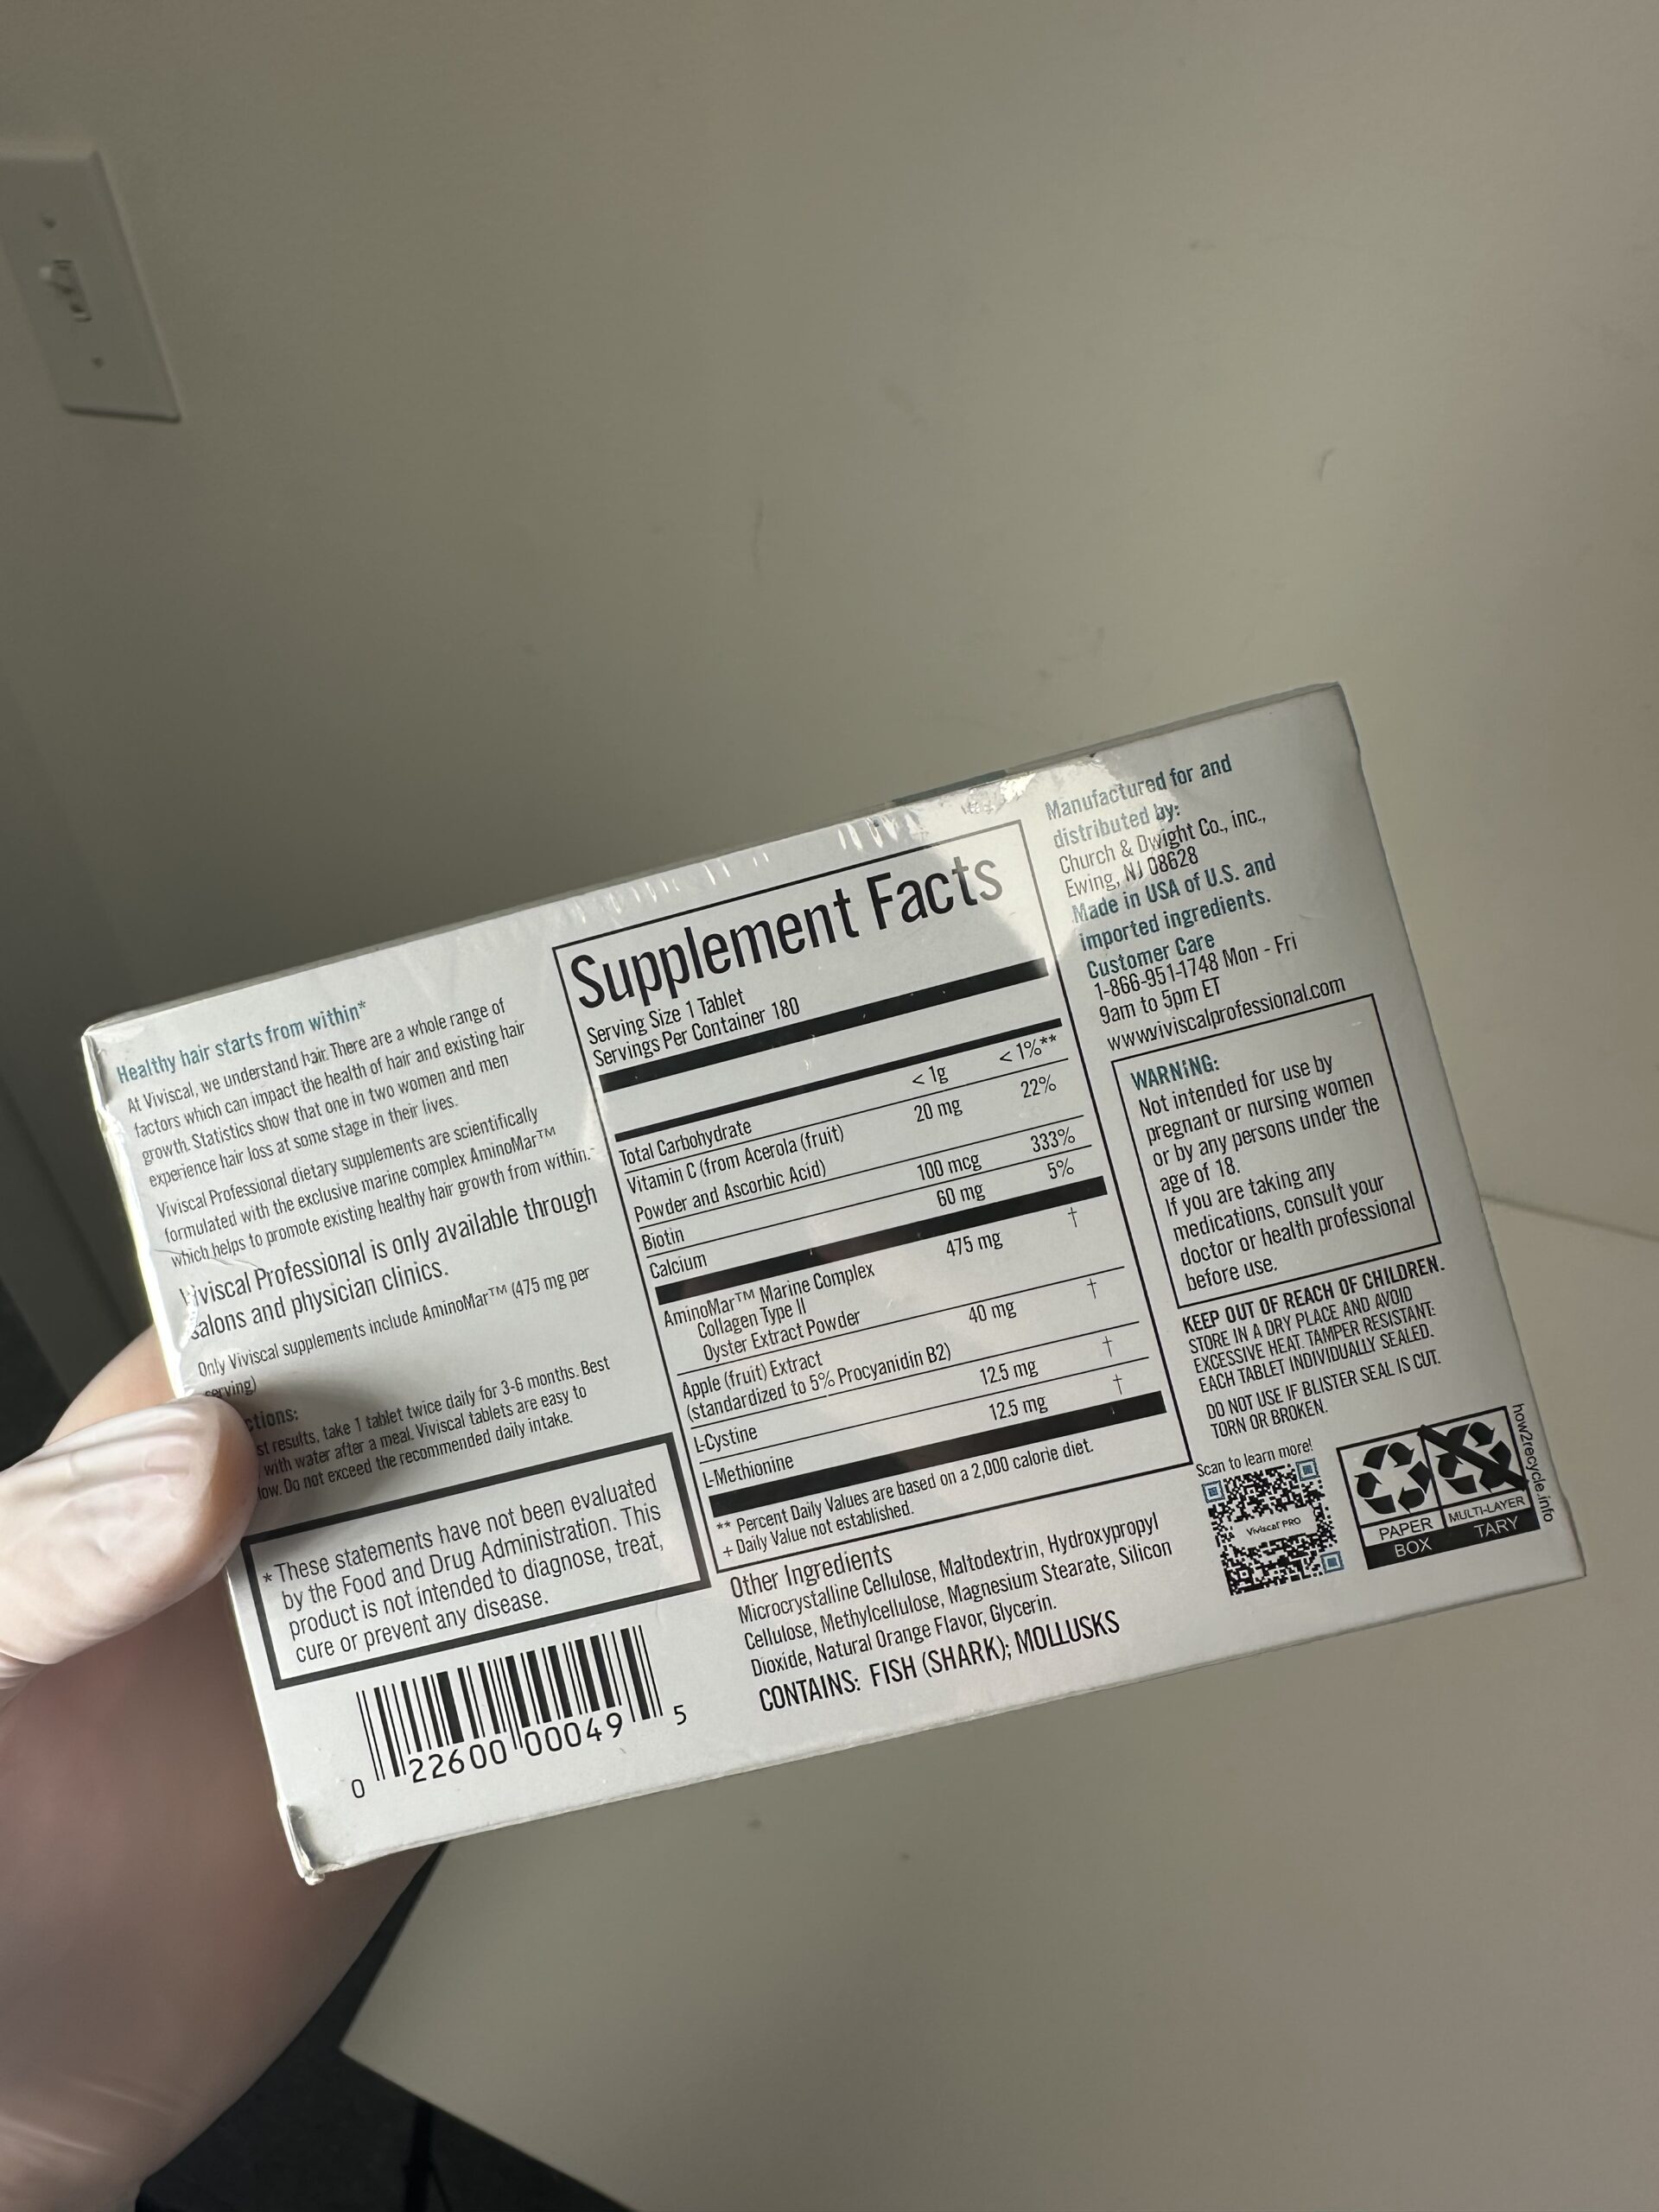 Healthy hair starts from within*
At Viviscal, we understand hair. There are a whole range of
factors which can impact the health of hair and existing hair
growth. Statistics show that one in two women and men
experience hair loss at some stage in their lives.
Viviscal Professional dietary supplements are scientifically
formulated with the exclusive marine complex AminoMar™
which helps to promote existing healthy hair growth from within.*
Viviscal Professional is only available through
salons and physician clinics.
Only Viviscal supplements include AminoMar™ (475 mg per
serving)
ctions:
st results, take 1 tablet twice daily for 3-6 months. Best
with water after a meal. Viviscal tablets are easy to
low. Do not exceed the recommended daily intake.
* These statements have not been evaluated
by the Food and Drug Administration. This
product is not intended to diagnose, treat,
cure or prevent any disease.
0 22600 00049 5
Supplement Facts
Serving Size 1 Tablet
Servings Per Container 180
Total Carbohydrate < 1g < 1%**
Vitamin C (from Acerola (fruit) 20 mg 22%
Powder and Ascorbic Acid)
Biotin 100 mcg 333%
Calcium 60 mg 5%
AminoMar™ Marine Complex 475 mg †
Collagen Type II
Oyster Extract Powder
Apple (fruit) Extract 40 mg †
(standardized to 5% Procyanidin B2)
L-Cystine 12.5 mg †
L-Methionine 12.5 mg †
** Percent Daily Values are based on a 2,000 calorie diet.
+ Daily Value not established.
Other Ingredients
Microcrystalline Cellulose, Maltodextrin, Hydroxypropyl
Cellulose, Methylcellulose, Magnesium Stearate, Silicon
Dioxide, Natural Orange Flavor, Glycerin.
CONTAINS: FISH (SHARK); MOLLUSKS
Manufactured for and
distributed by:
Church & Dwight Co., inc.,
Ewing, NJ 08628
Made in USA of U.S. and
imported ingredients.
Customer Care
1-866-951-1748 Mon - Fri
9am to 5pm ET
www.viviscalprofessional.com
WARNING:
Not intended for use by
pregnant or nursing women
or by any persons under the
age of 18.
If you are taking any
medications, consult your
doctor or health professional
before use.
KEEP OUT OF REACH OF CHILDREN.
STORE IN A DRY PLACE AND AVOID
EXCESSIVE HEAT. TAMPER RESISTANT:
EACH TABLET INDIVIDUALLY SEALED.
DO NOT USE IF BLISTER SEAL IS CUT,
TORN OR BROKEN.
Scan to learn more!
Viviscal PRO
PAPER
BOX
MULTI-LAYER
TARY
how2recycle.info